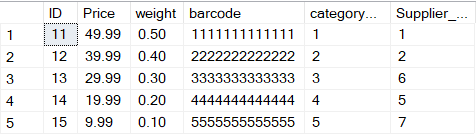 ID Price weight barcode category... Supplier_...
1 11 49.99 0.50 1111111111111 1 1
2 12 39.99 0.40 2222222222222 2 2
3 13 29.99 0.30 3333333333333 3 6
4 14 19.99 0.20 4444444444444 4 5
5 15 9.99 0.10 5555555555555 5 7